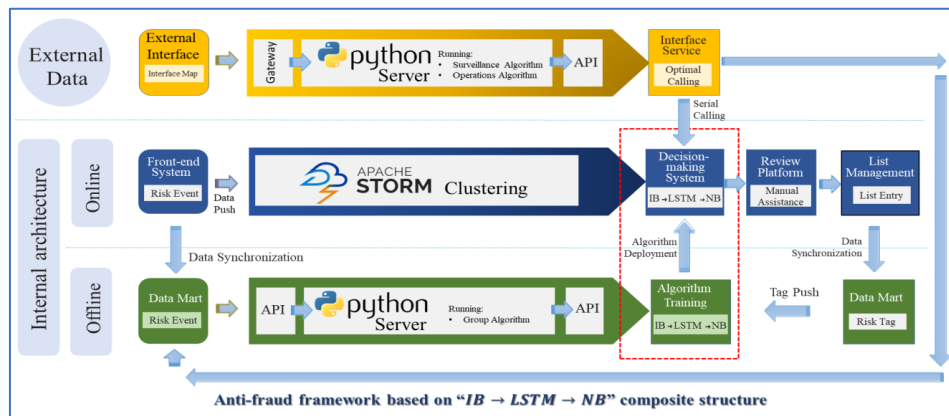 External
Data
External
Interface
Interface Map
Gateway
python
Server
Running:
• Surveillance Algorithm
• Operations Algorithm
API
Interface
Service
Optimal
Calling
Serial
Calling
Internal architecture
Online
Front-end
System
Risk Event
Data
Push
APACHE
STORM
Clustering
Decision-
making
System
IB→LSTM→NB
Review
Platform
Manual
Assistance
List
Management
List Entry
Data Synchronization
Algorithm
Deployment
Data
Synchronization
Offline
Data Mart
Risk Event
API
python
Server
Running:
• Group Algorithm
API
Algorithm
Training
IB→LSTM→NB
Tag Push
Data Mart
Risk Tag
Anti-fraud framework based on “IB → LSTM → NB” composite structure